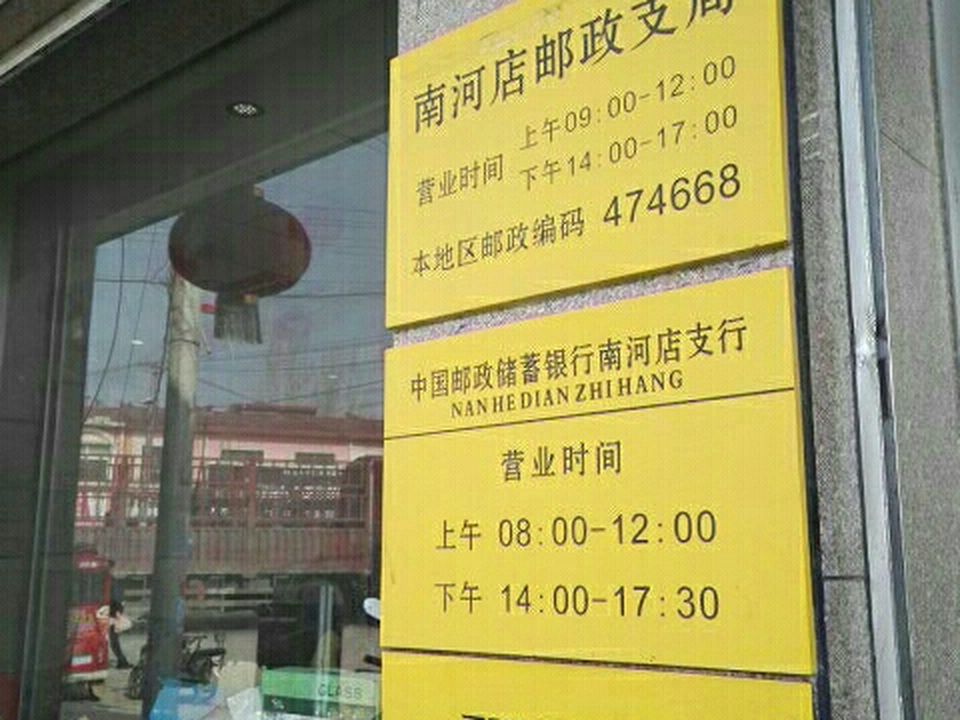 南河店邮政支局
营业时间
上午09:00-12:00
下午14:00-17:00
本地区邮政编码 474668
中国邮政储蓄银行南河店支行
NAN HE DIAN ZHI HANG
营业时间
上午 08:00-12:00
下午 14:00-17:30
GLASS